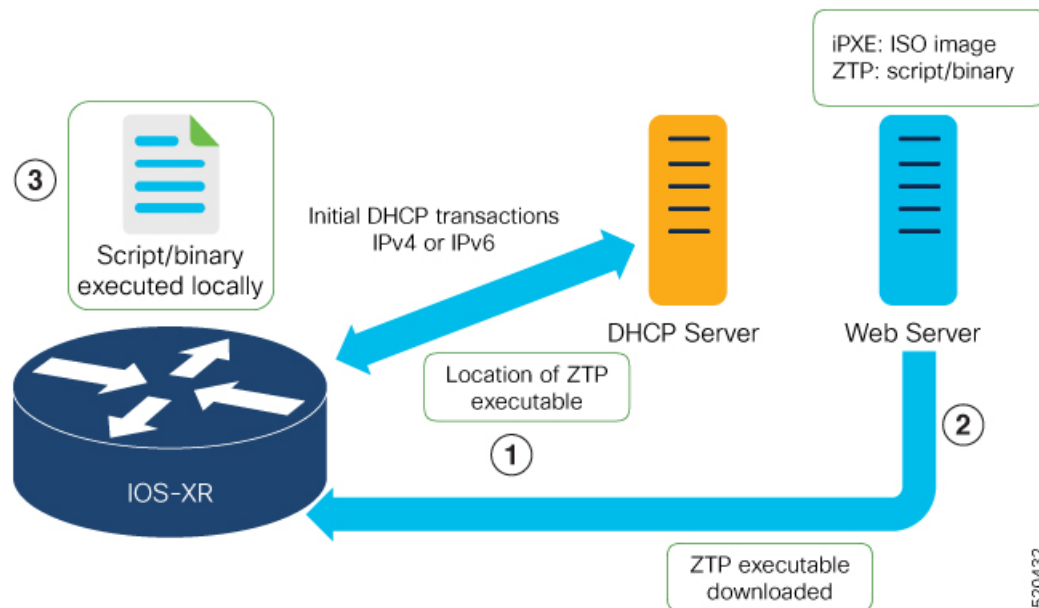 iPXE: ISO image
ZTP: script/binary
3
Script/binary
executed locally
Initial DHCP transactions
IPv4 or IPv6
DHCP Server
Web Server
Location of ZTP
executable
1
2
IOS-XR
ZTP executable
downloaded
520432